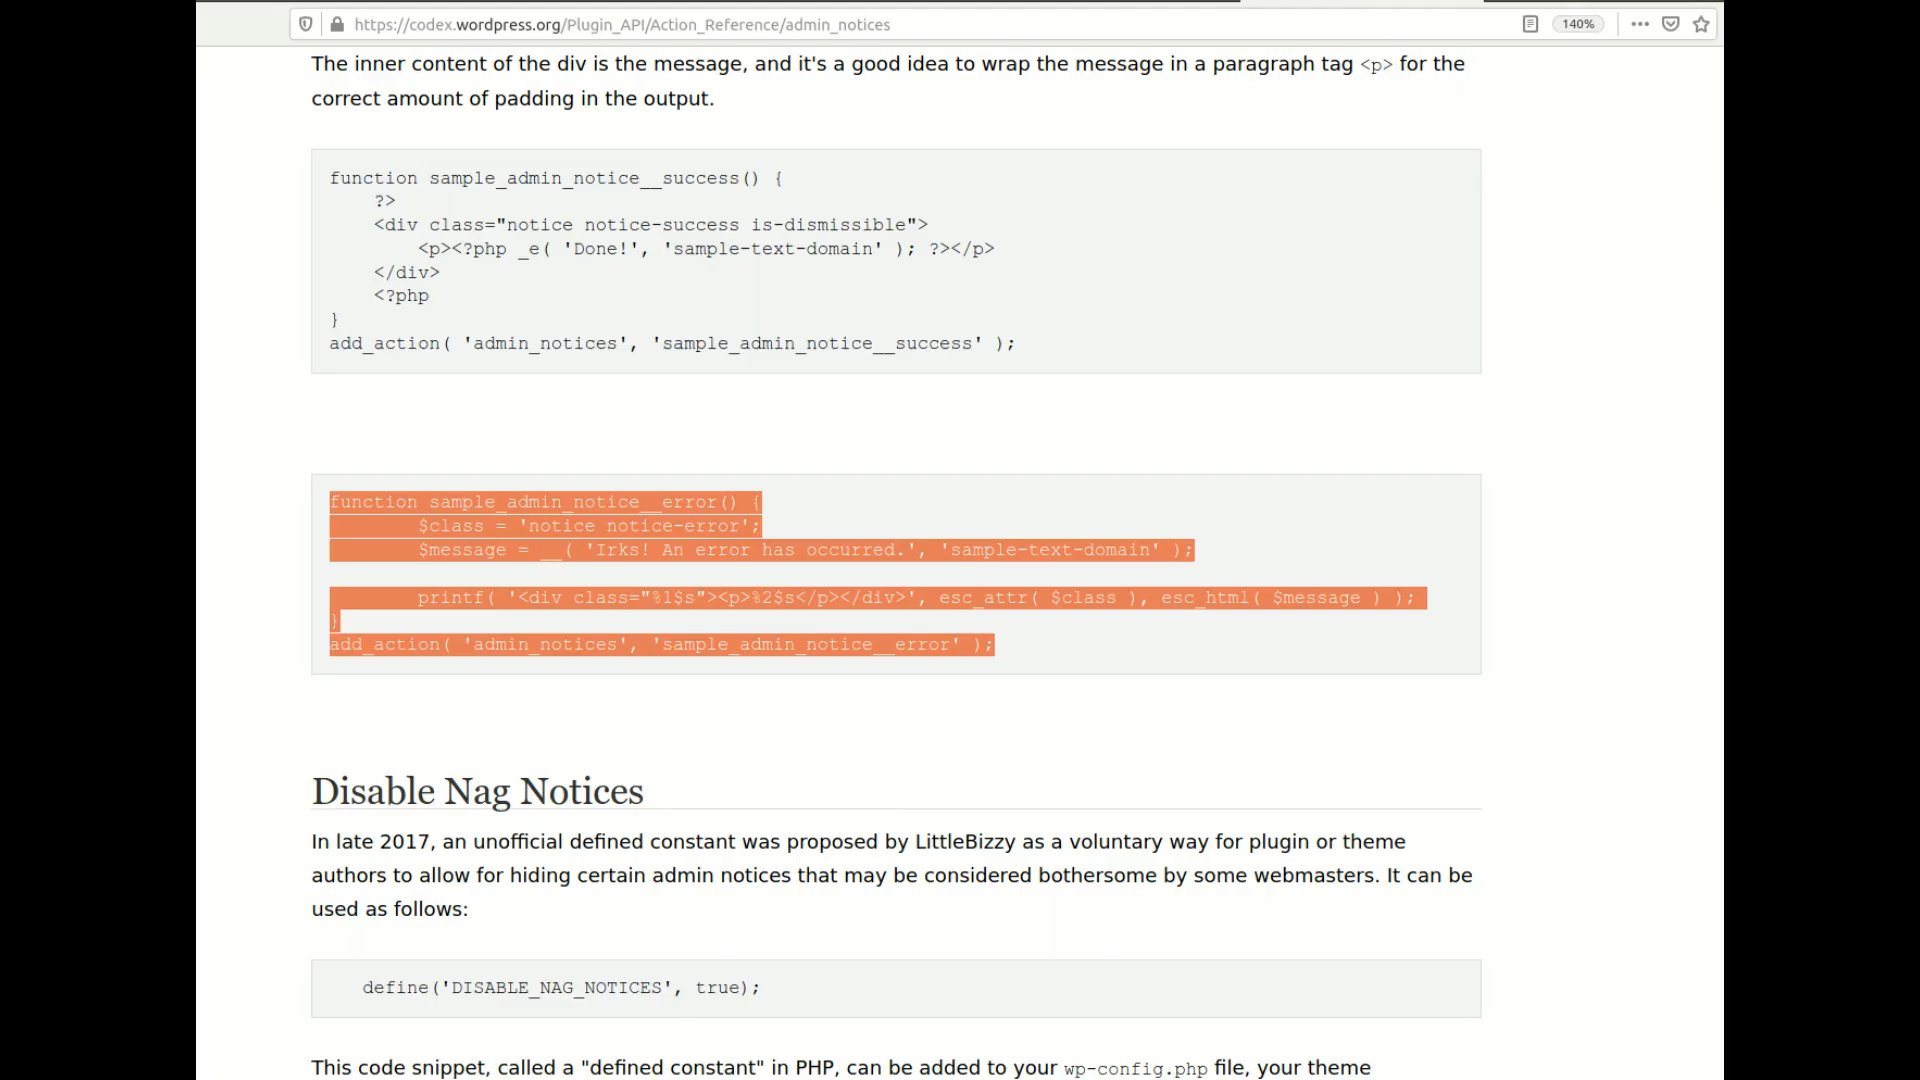 https://codex.wordpress.org/Plugin_API/Action_Reference/admin_notices
140%
The inner content of the div is the message, and it's a good idea to wrap the message in a paragraph tag <p> for the
correct amount of padding in the output.
function sample_admin_notice__success() {
    ?>
    <div class="notice notice-success is-dismissible">
        <p><?php _e( 'Done!', 'sample-text-domain' ); ?></p>
    </div>
    <?php
}
add_action( 'admin_notices', 'sample_admin_notice__success' );
function sample_admin_notice__error() {
        $class = 'notice notice-error';
        $message = __( 'Irks! An error has occurred.', 'sample-text-domain' );
        printf( '<div class="%1$s"><p>%2$s</p></div>', esc_attr( $class ), esc_html( $message ) );
}
add_action( 'admin_notices', 'sample_admin_notice__error' );
Disable Nag Notices
In late 2017, an unofficial defined constant was proposed by LittleBizzy as a voluntary way for plugin or theme
authors to allow for hiding certain admin notices that may be considered bothersome by some webmasters. It can be
used as follows:
define('DISABLE_NAG_NOTICES', true);
This code snippet, called a "defined constant" in PHP, can be added to your wp-config.php file, your theme